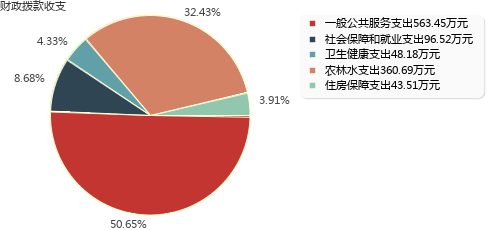 财政拨款收支
32.43%
4.33%
8.68%
3.91%
50.65%
一般公共服务支出563.45万元
社会保障和就业支出96.52万元
卫生健康支出48.18万元
农林水支出360.69万元
住房保障支出43.51万元